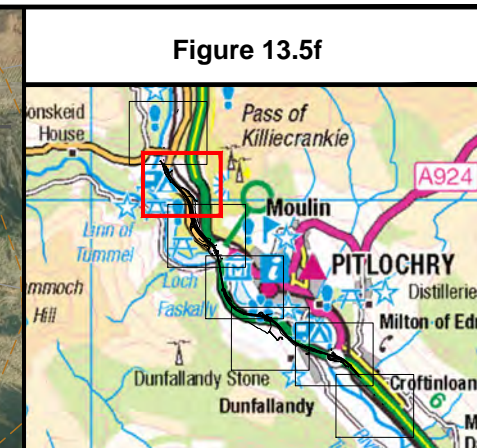 Figure 13.5f
onskeid
House
Pass of
Killiecrankie
A924
Moulin
Linn of
Tummel
PITLOCHRY
Loch
Faskally
Distillerie
mmoch
Hill
Milton of Edr
Dunfallandy Stone
Croftinloan
Dunfallandy
6
M
D